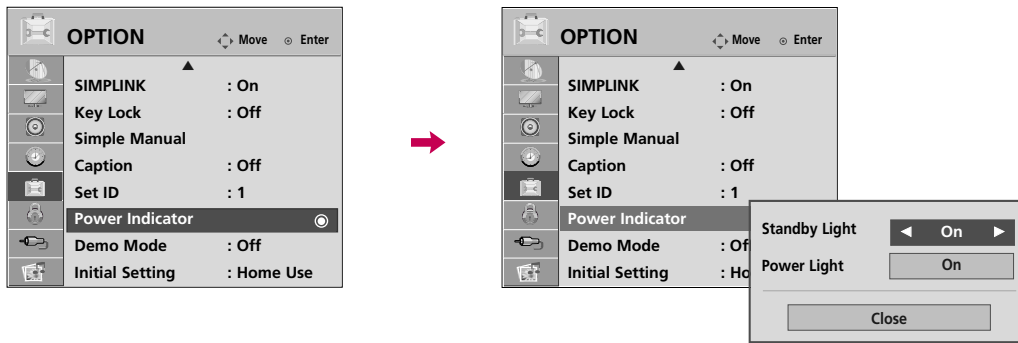 OPTION Move Enter
SIMPLINK : On
Key Lock : Off
Simple Manual
Caption : Off
Set ID : 1
Power Indicator
Demo Mode : Off
Initial Setting : Home Use
OPTION Move Enter
SIMPLINK : On
Key Lock : Off
Simple Manual
Caption : Off
Set ID : 1
Power Indicator
Demo Mode : Of
Initial Setting : Ho
Standby Light ◀ On ▶
Power Light On
Close